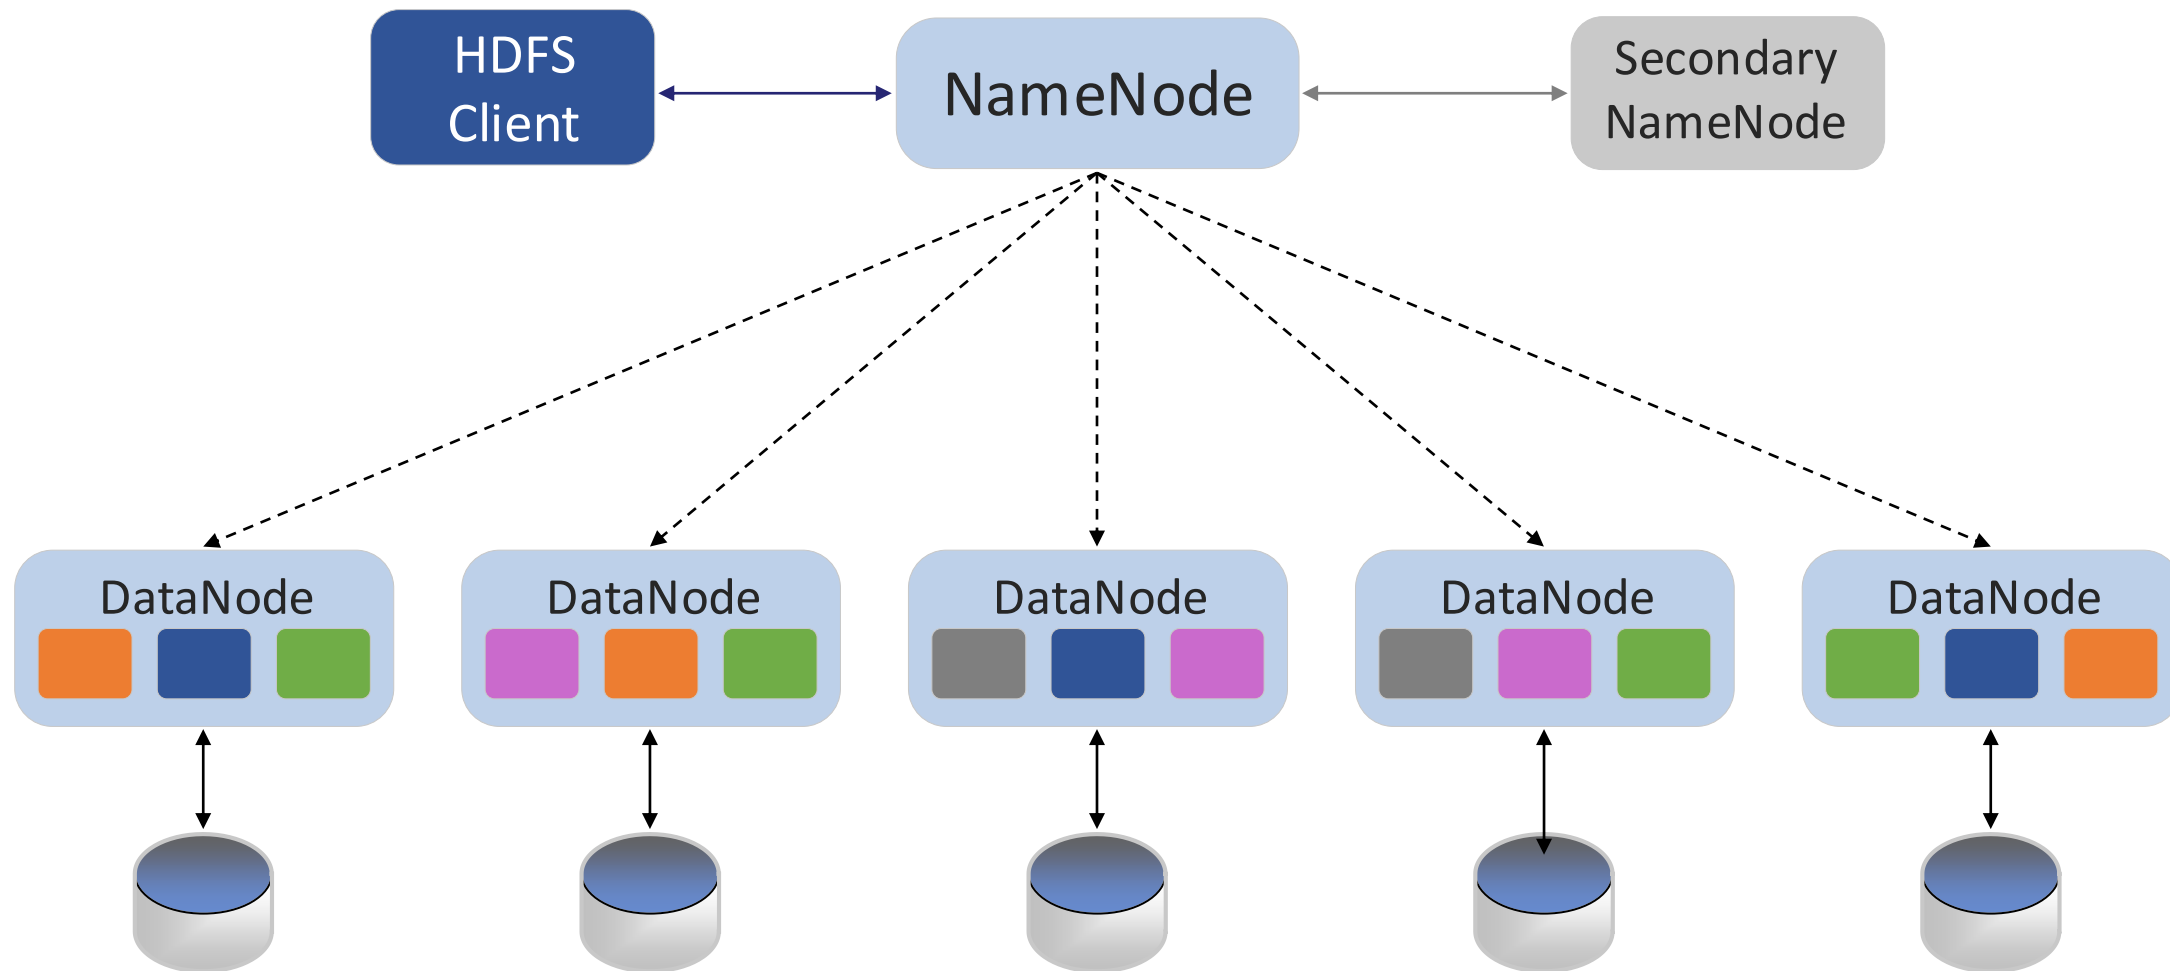 HDFS
Client
NameNode
Secondary
NameNode
DataNode
DataNode
DataNode
DataNode
DataNode